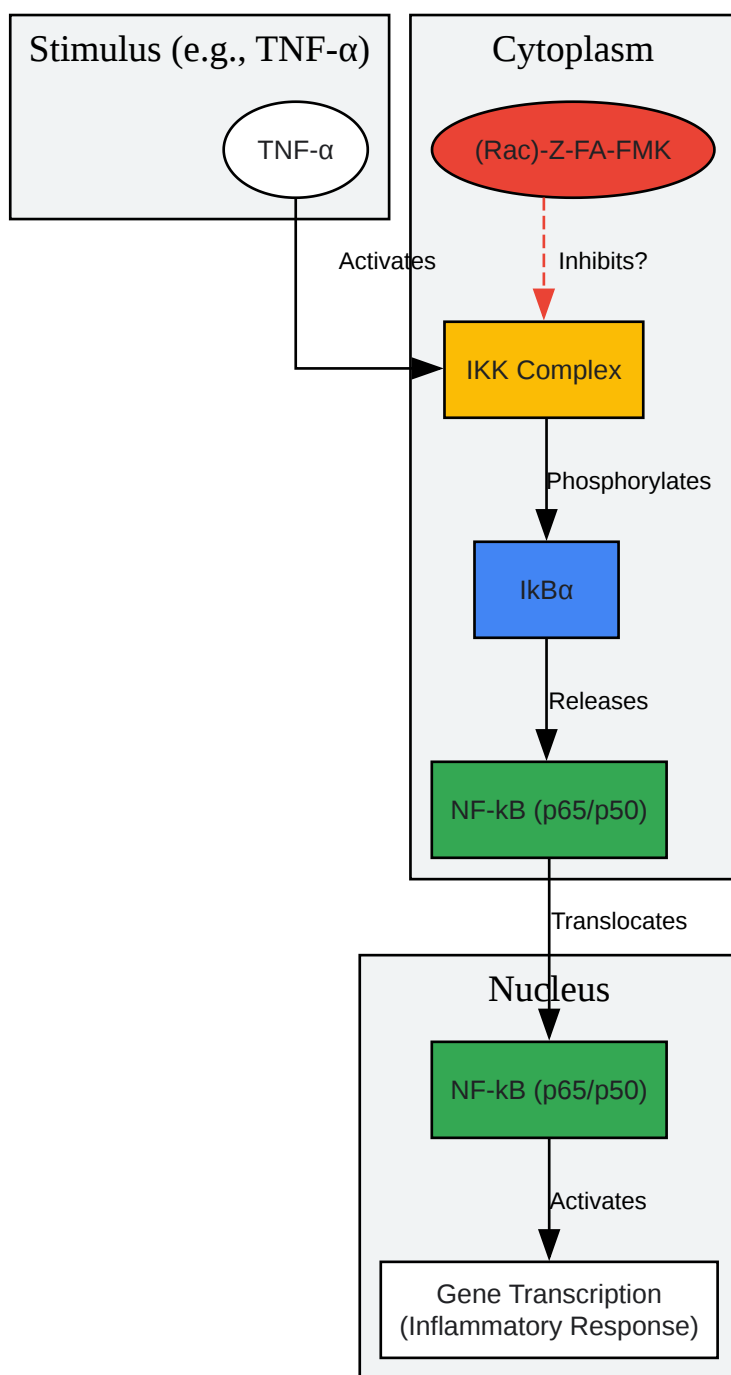 Stimulus (e.g., TNF-α)
Cytoplasm
TNF-α
(Rac)-Z-FA-FMK
Activates
Inhibits?
IKK Complex
Phosphorylates
IkBα
Releases
NF-kB (p65/p50)
Translocates
Nucleus
NF-kB (p65/p50)
Activates
Gene Transcription
(Inflammatory Response)